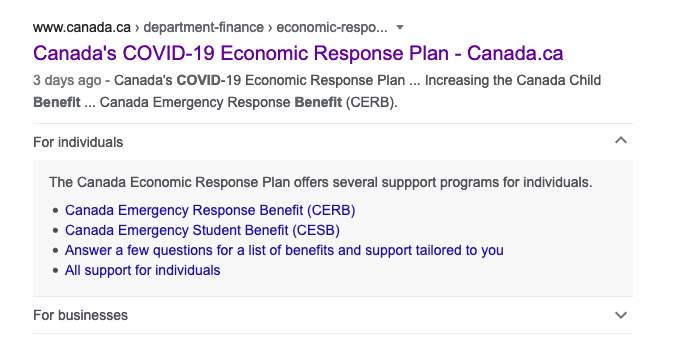 www.canada.ca › department-finance › economic-respo...
Canada's COVID-19 Economic Response Plan - Canada.ca
3 days ago - Canada's COVID-19 Economic Response Plan ... Increasing the Canada Child
Benefit ... Canada Emergency Response Benefit (CERB).
For individuals
The Canada Economic Response Plan offers several suppport programs for individuals.
• Canada Emergency Response Benefit (CERB)
• Canada Emergency Student Benefit (CESB)
• Answer a few questions for a list of benefits and support tailored to you
• All support for individuals
For businesses